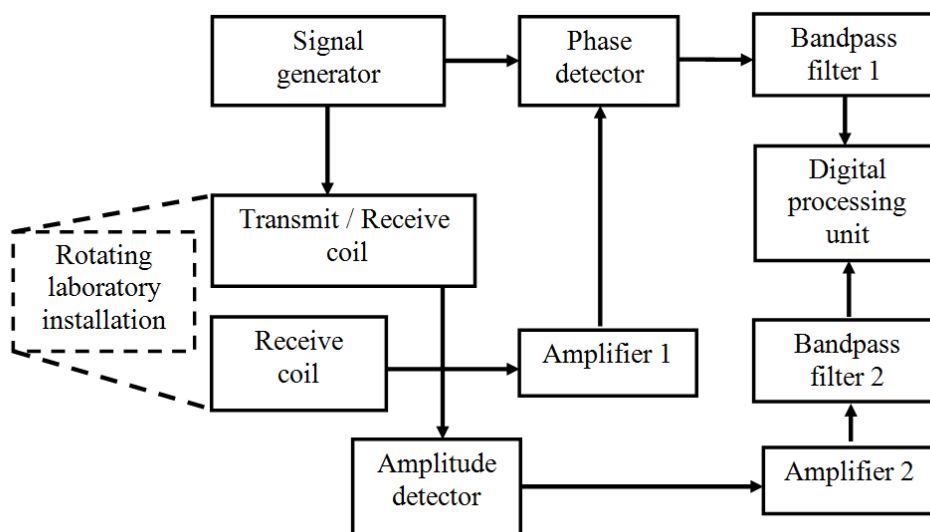 Signal
generator
Phase
detector
Bandpass
filter 1
Transmit / Receive
coil
Digital
processing
unit
Rotating
laboratory
installation
Receive
coil
Amplifier 1
Bandpass
filter 2
Amplitude
detector
Amplifier 2